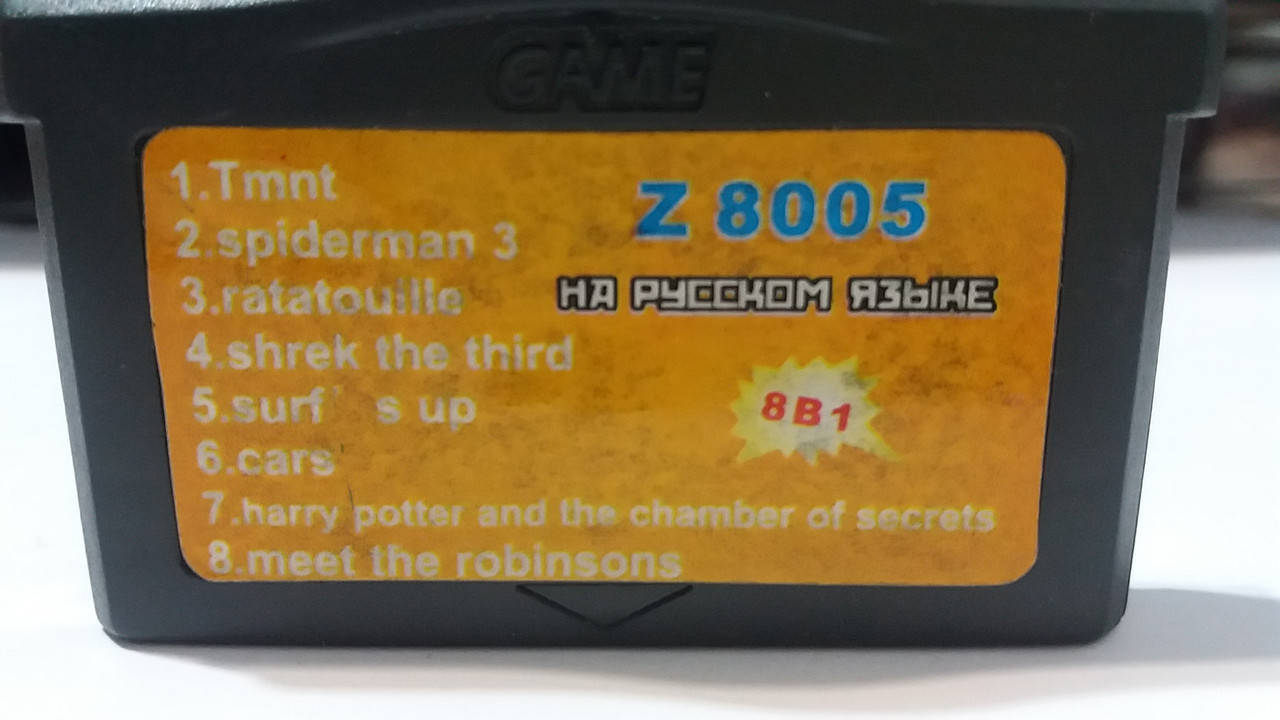 GAME
1.Tmnt
2.spiderman 3
3.ratatouille
4.shrek the third
5.surf` s up
6.cars
7.harry potter and the chamber of secrets
8.meet the robinsons
Z 8005
НА РУССКОМ ЯЗЫКЕ
8В1